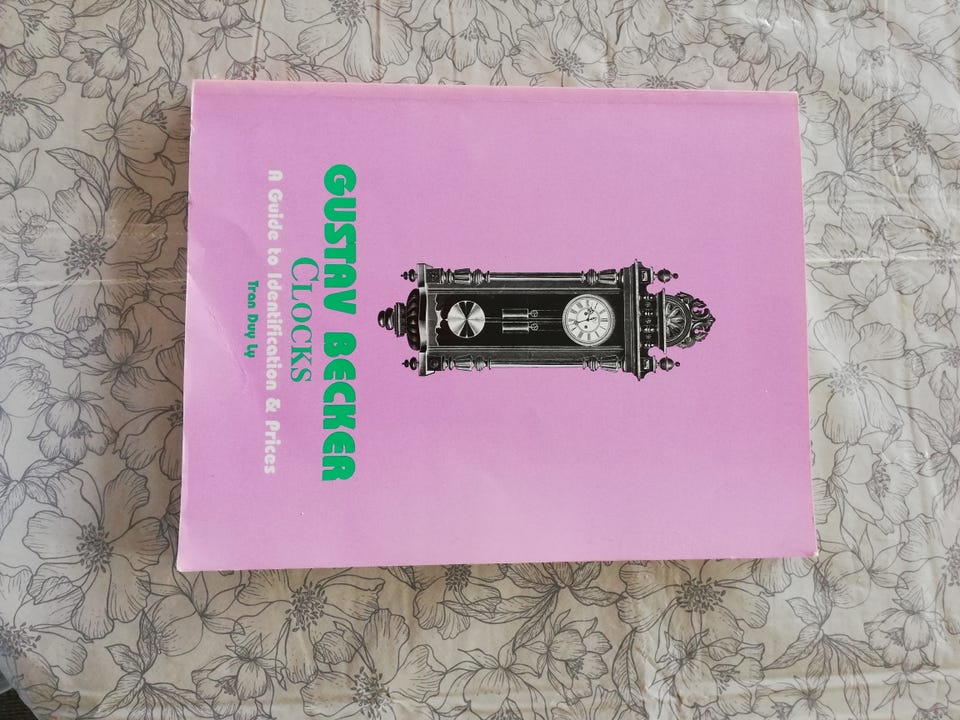 GUSTAV BECKER
CLOCKS
A Guide to Identification & Prices
Tran Duy Ly